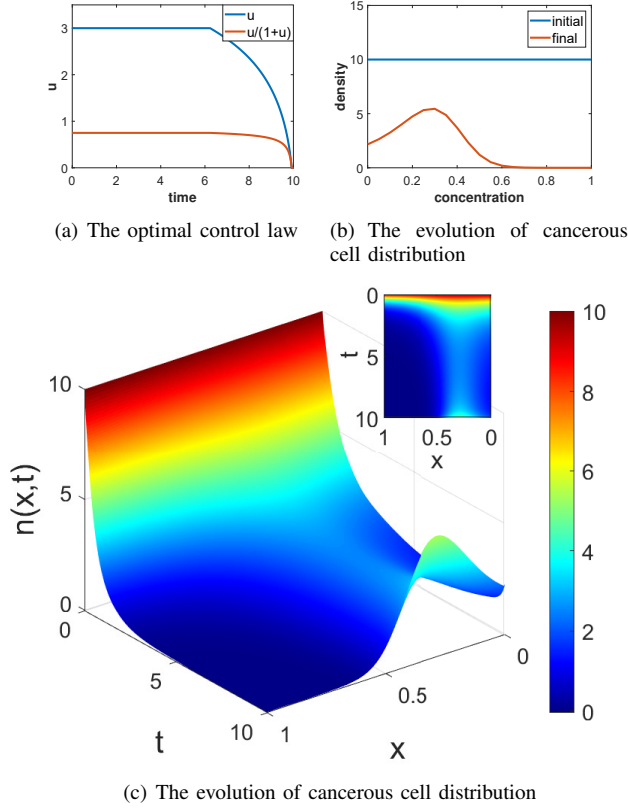 u
u/(1+u)
3
2
1
0
u
0 2 4 6 8 10
time
(a) The optimal control law
initial
final
15
10
5
0
density
0 0.2 0.4 0.6 0.8 1
concentration
(b) The evolution of cancerous
cell distribution
10
5
0
n(x,t)
0
5
10
t
1
0.5
0
x
0
5
10
t
1 0.5 0
x
10
8
6
4
2
0
(c) The evolution of cancerous cell distribution